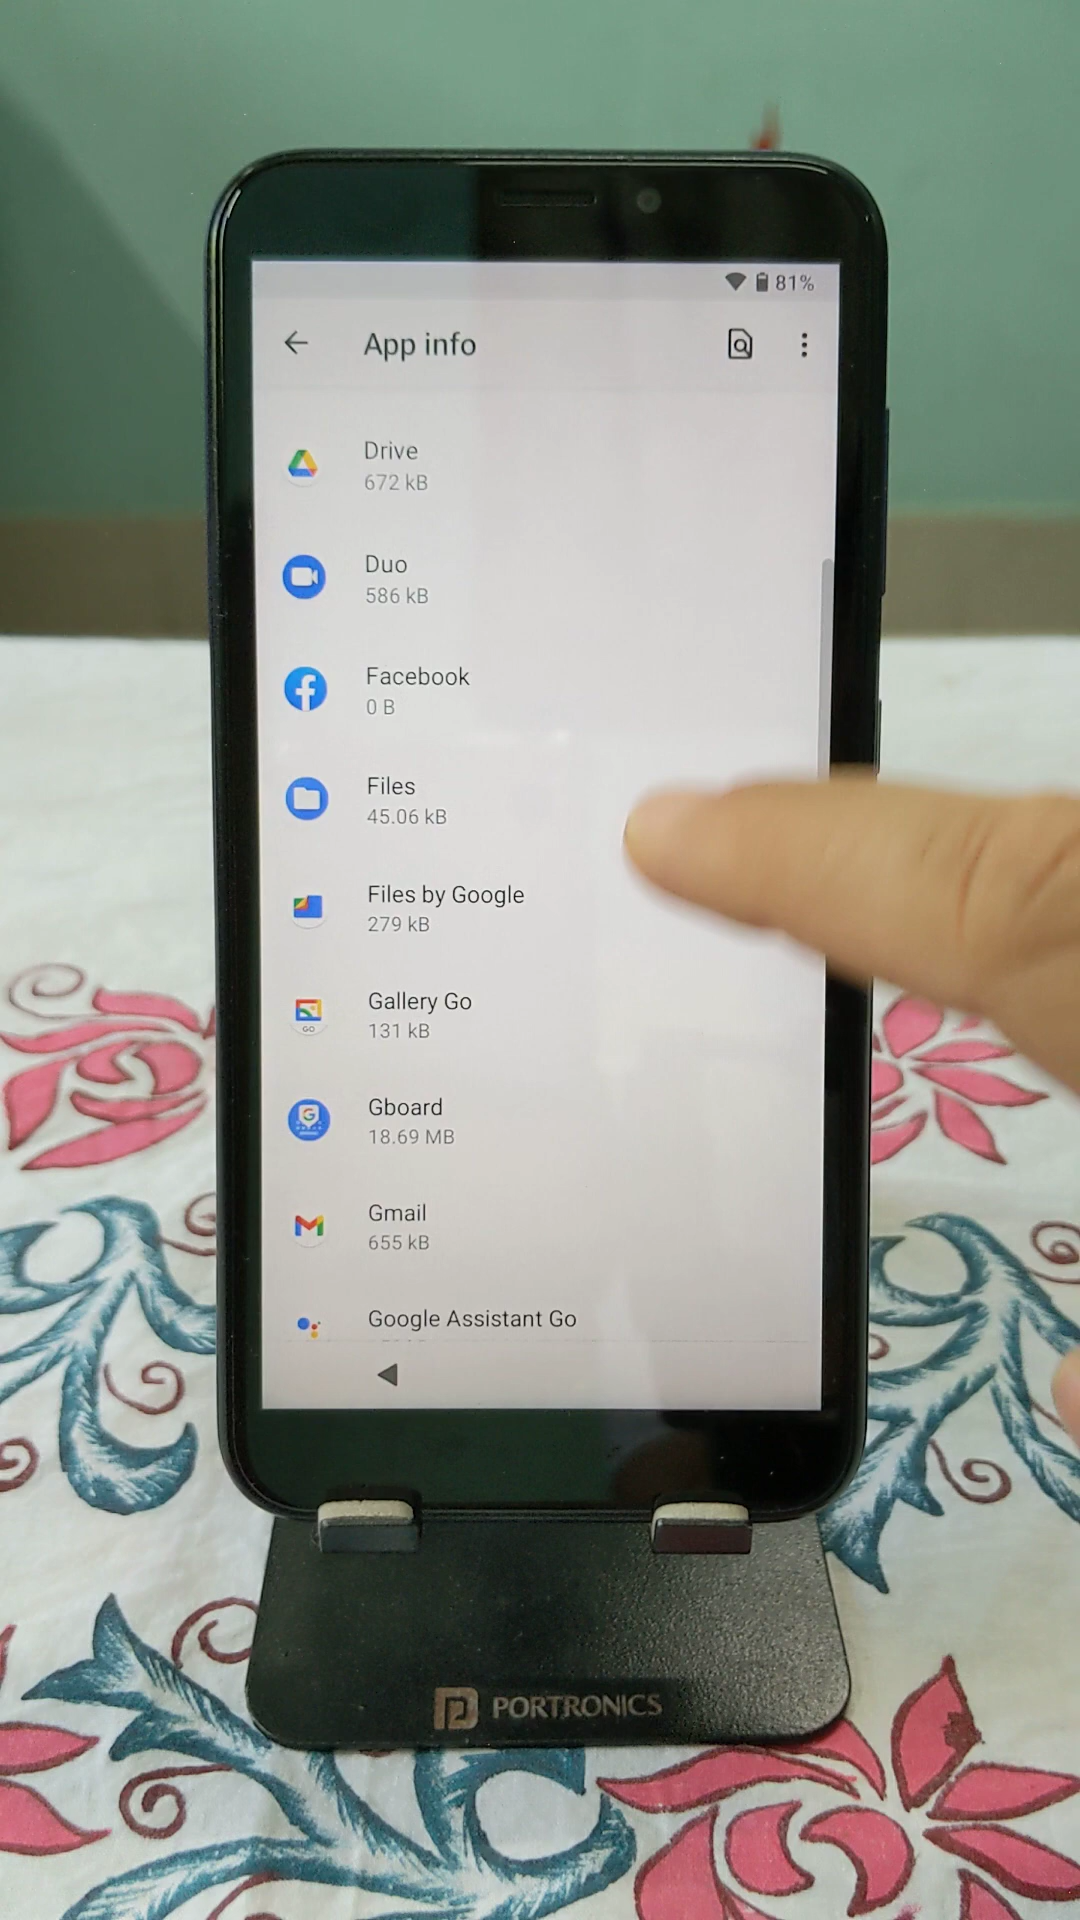 81%
App info
Drive
672 kB
Duo
586 kB
Facebook
0 B
Files
45.06 kB
Files by Google
279 kB
Gallery Go
GO
131 kB
Gboard
18.69 MB
Gmail
655 kB
Google Assistant Go
PORTRONICS